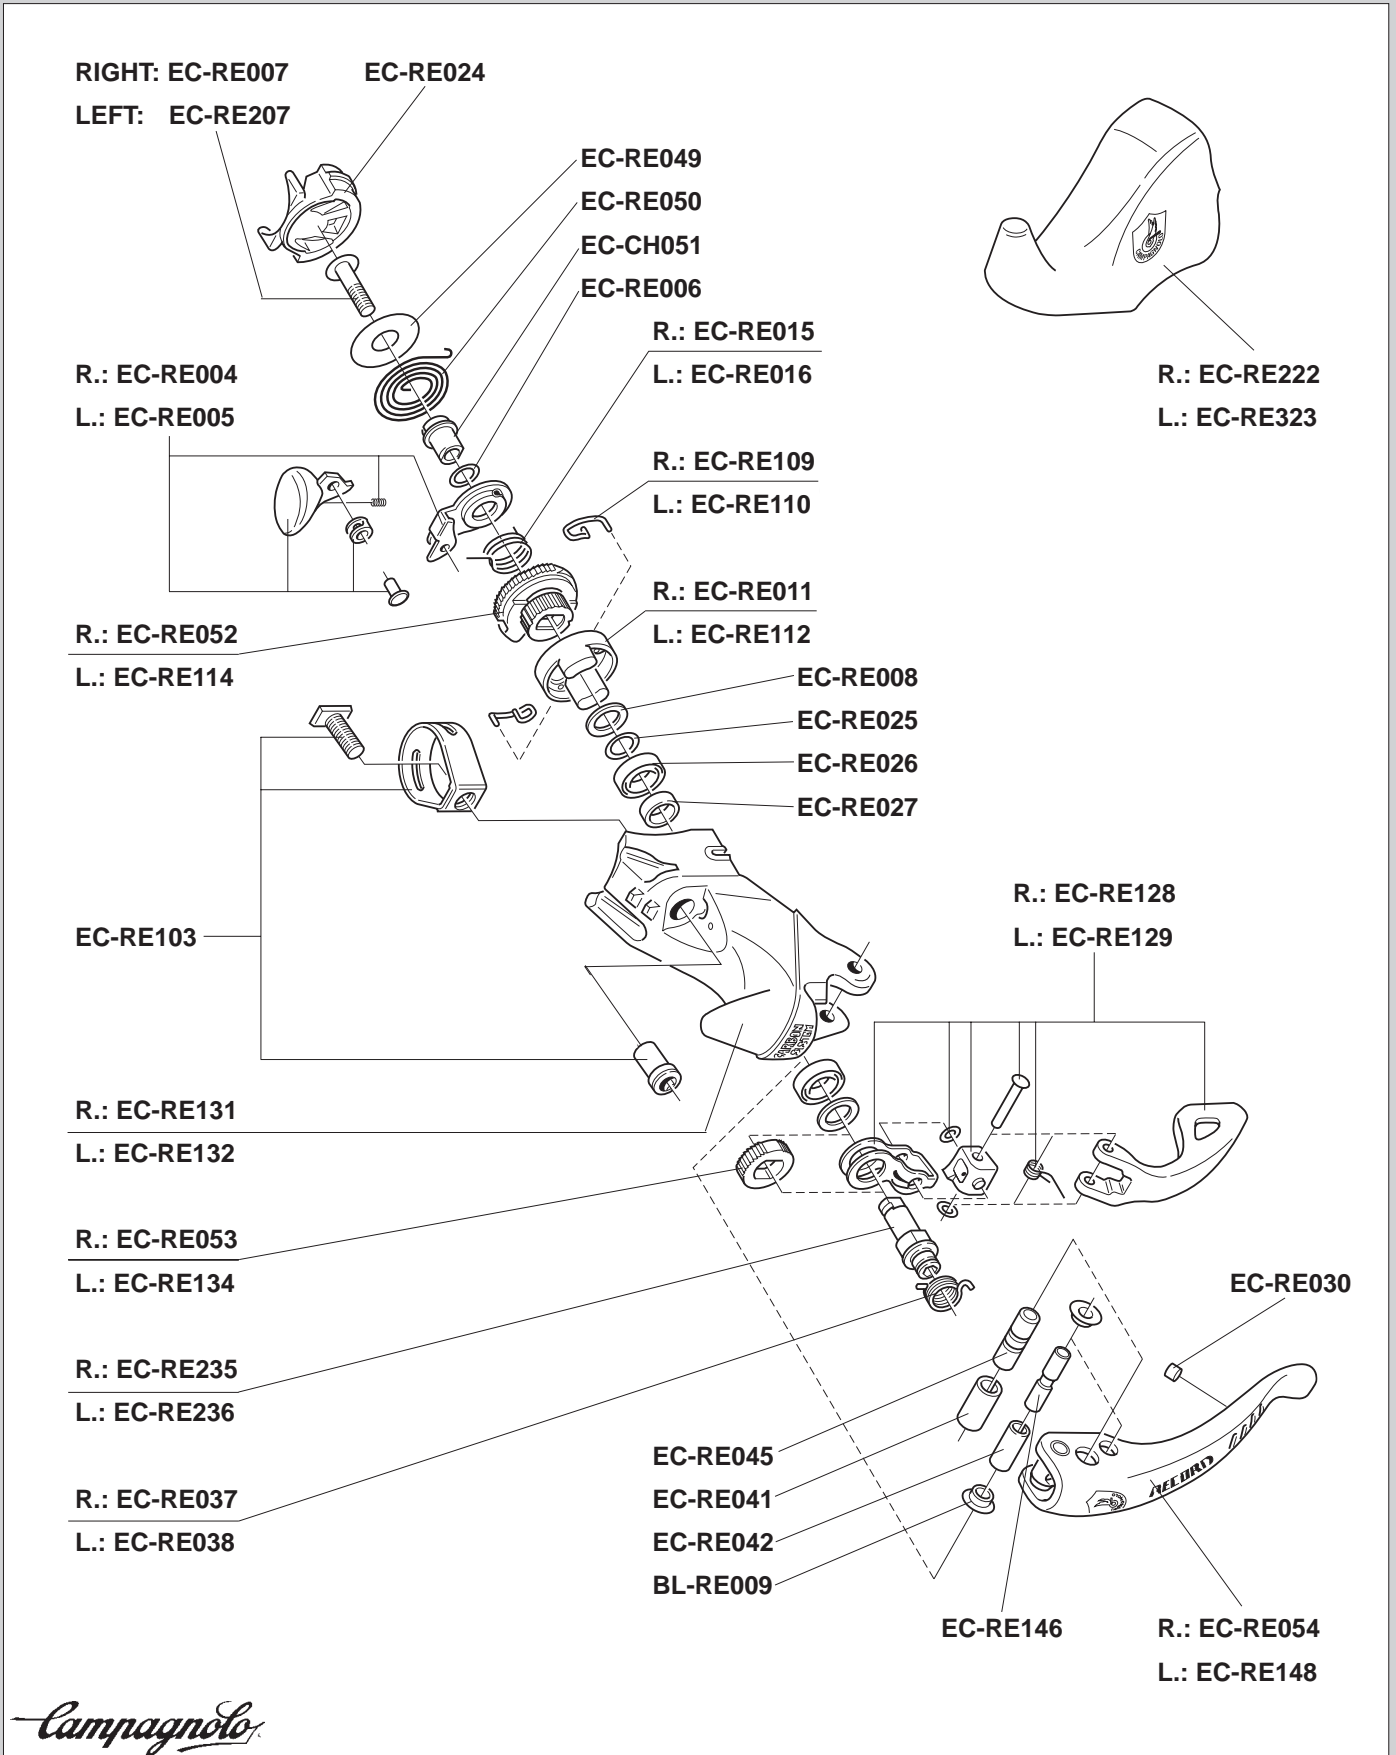 RIGHT: EC-RE007
EC-RE024
LEFT: EC-RE207
EC-RE049
EC-RE050
EC-CH051
EC-RE006
R.: EC-RE015
L.: EC-RE016
R.: EC-RE004
L.: EC-RE005
R.: EC-RE222
L.: EC-RE323
R.: EC-RE109
L.: EC-RE110
R.: EC-RE011
L.: EC-RE112
R.: EC-RE052
L.: EC-RE114
EC-RE008
EC-RE025
EC-RE026
EC-RE027
R.: EC-RE128
L.: EC-RE129
EC-RE103
R.: EC-RE131
L.: EC-RE132
R.: EC-RE053
L.: EC-RE134
EC-RE030
R.: EC-RE235
L.: EC-RE236
EC-RE045
EC-RE041
EC-RE042
BL-RE009
R.: EC-RE037
L.: EC-RE038
RECORD
EC-RE146
R.: EC-RE054
L.: EC-RE148
Campagnolo